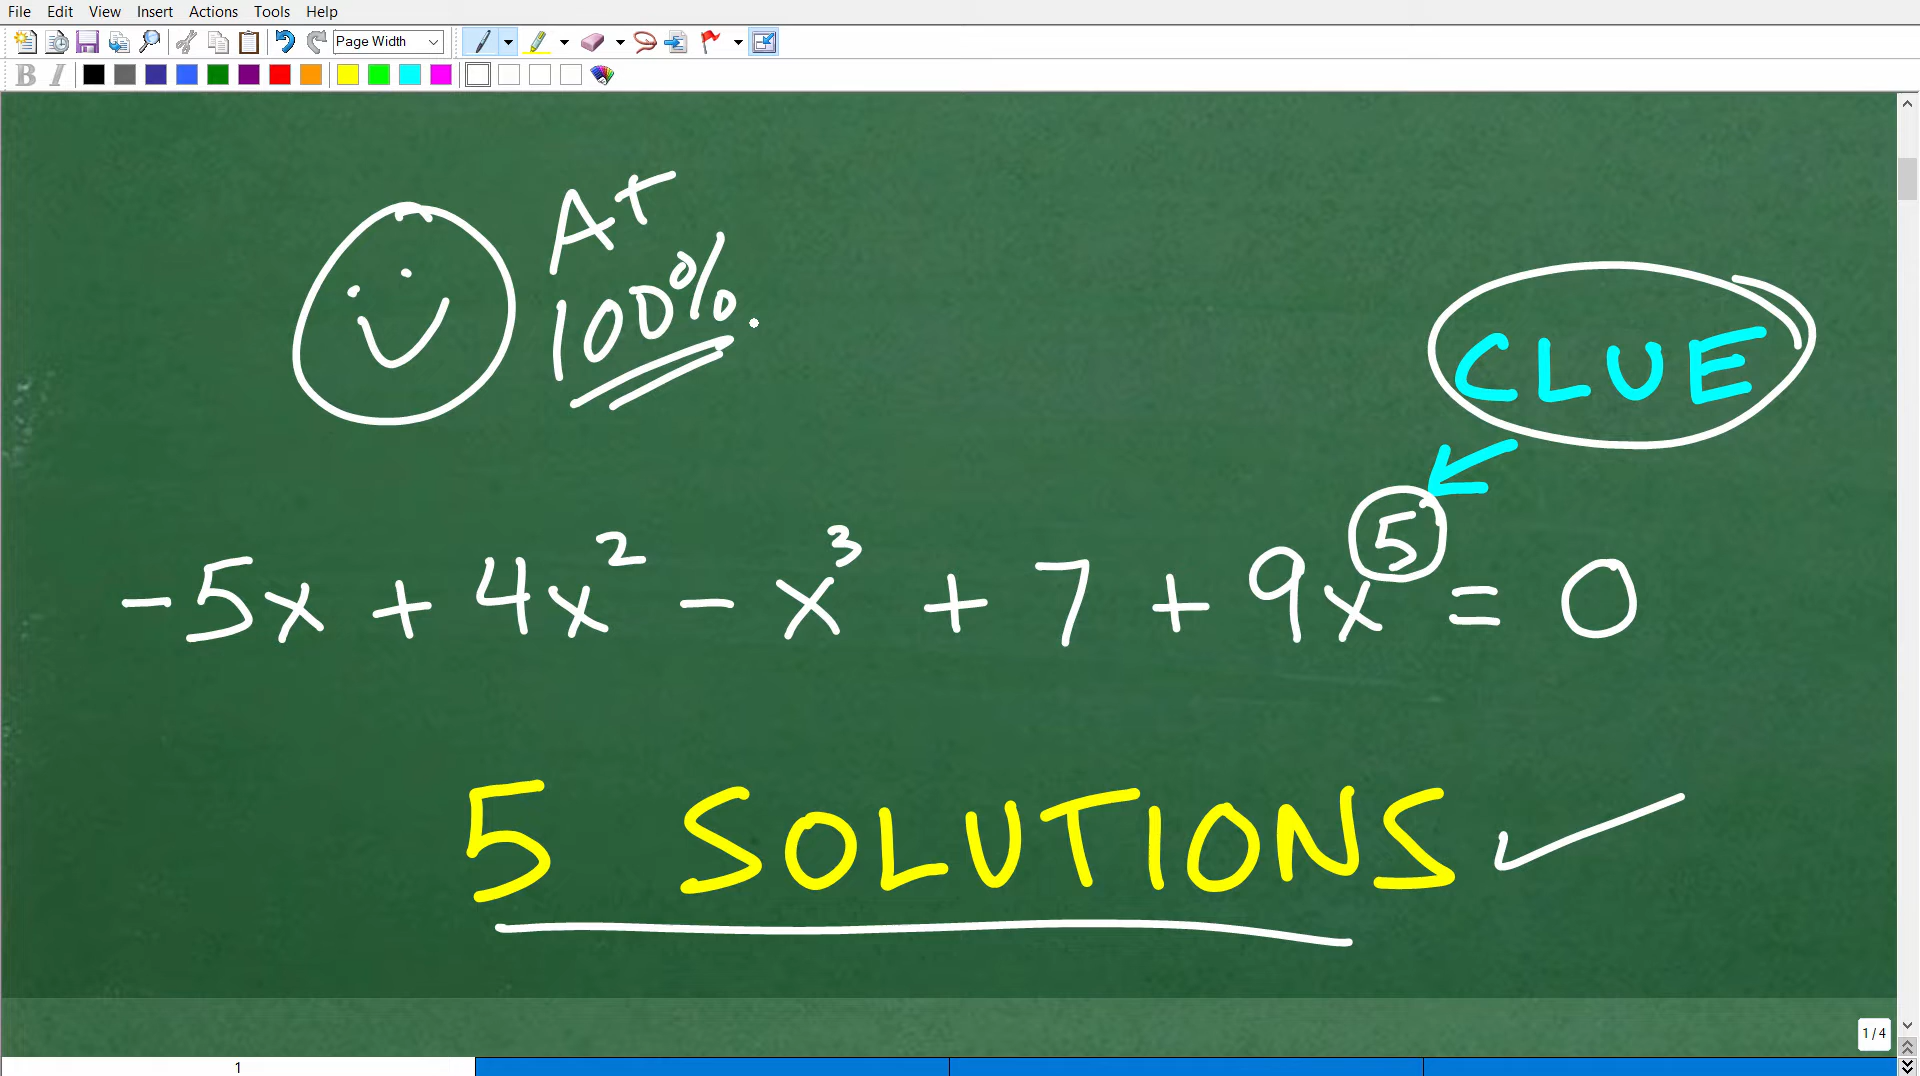 File Edit View Insert Actions Tools Help
Page Width
B I
A+
100%.
CLUE
-5x + 4x² - x³ + 7 + 9x⁵ = 0
5 SOLUTIONS
1 / 4
1